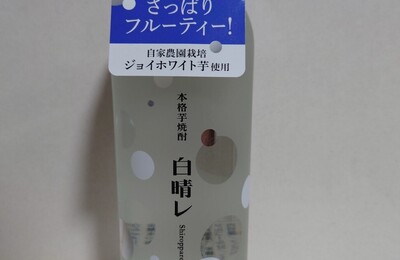 さっぱり
フルーティー!
自家農園栽培
ジョイホワイト芋使用
本格芋焼酎
白晴レ
Shiroppare